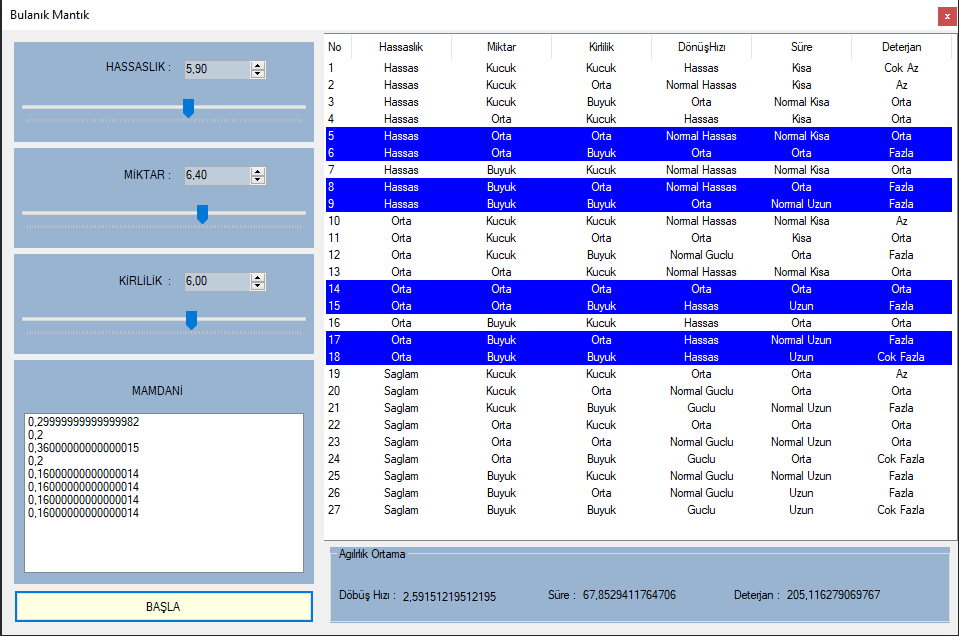 Bulanık Mantık
x
HASSASLIK : 5,90
MİKTAR : 6,40
KİRLİLİK : 6,00
MAMDANİ
0,29999999999999982
0,2
0,36000000000000015
0,2
0,16000000000000014
0,16000000000000014
0,16000000000000014
0,16000000000000014
BAŞLA
No Hassaslık Miktar Kirlilik DönüşHızı Süre Deterjan
1 Hassas Kucuk Kucuk Hassas Kisa Cok Az
2 Hassas Kucuk Orta Normal Hassas Kisa Az
3 Hassas Kucuk Buyuk Orta Normal Kisa Orta
4 Hassas Orta Kucuk Hassas Kisa Orta
5 Hassas Orta Orta Normal Hassas Normal Kisa Orta
6 Hassas Orta Buyuk Orta Orta Fazla
7 Hassas Buyuk Kucuk Normal Hassas Normal Kisa Orta
8 Hassas Buyuk Orta Normal Hassas Orta Fazla
9 Hassas Buyuk Buyuk Orta Normal Uzun Fazla
10 Orta Kucuk Kucuk Normal Hassas Normal Kisa Az
11 Orta Kucuk Orta Orta Kisa Orta
12 Orta Kucuk Buyuk Normal Guclu Orta Fazla
13 Orta Orta Kucuk Normal Hassas Normal Kisa Orta
14 Orta Orta Orta Orta Orta Orta
15 Orta Orta Buyuk Hassas Uzun Fazla
16 Orta Buyuk Kucuk Hassas Orta Orta
17 Orta Buyuk Orta Hassas Normal Uzun Fazla
18 Orta Buyuk Buyuk Hassas Uzun Cok Fazla
19 Saglam Kucuk Kucuk Orta Orta Az
20 Saglam Kucuk Orta Normal Guclu Orta Orta
21 Saglam Kucuk Buyuk Guclu Normal Uzun Fazla
22 Saglam Orta Kucuk Orta Orta Orta
23 Saglam Orta Orta Normal Guclu Normal Uzun Orta
24 Saglam Orta Buyuk Guclu Orta Cok Fazla
25 Saglam Buyuk Kucuk Normal Guclu Normal Uzun Fazla
26 Saglam Buyuk Orta Normal Guclu Uzun Fazla
27 Saglam Buyuk Buyuk Guclu Uzun Cok Fazla
Agılrlık Ortama
Döbüş Hızı : 2,59151219512195 Süre : 67,8529411764706 Deterjan : 205,116279069767